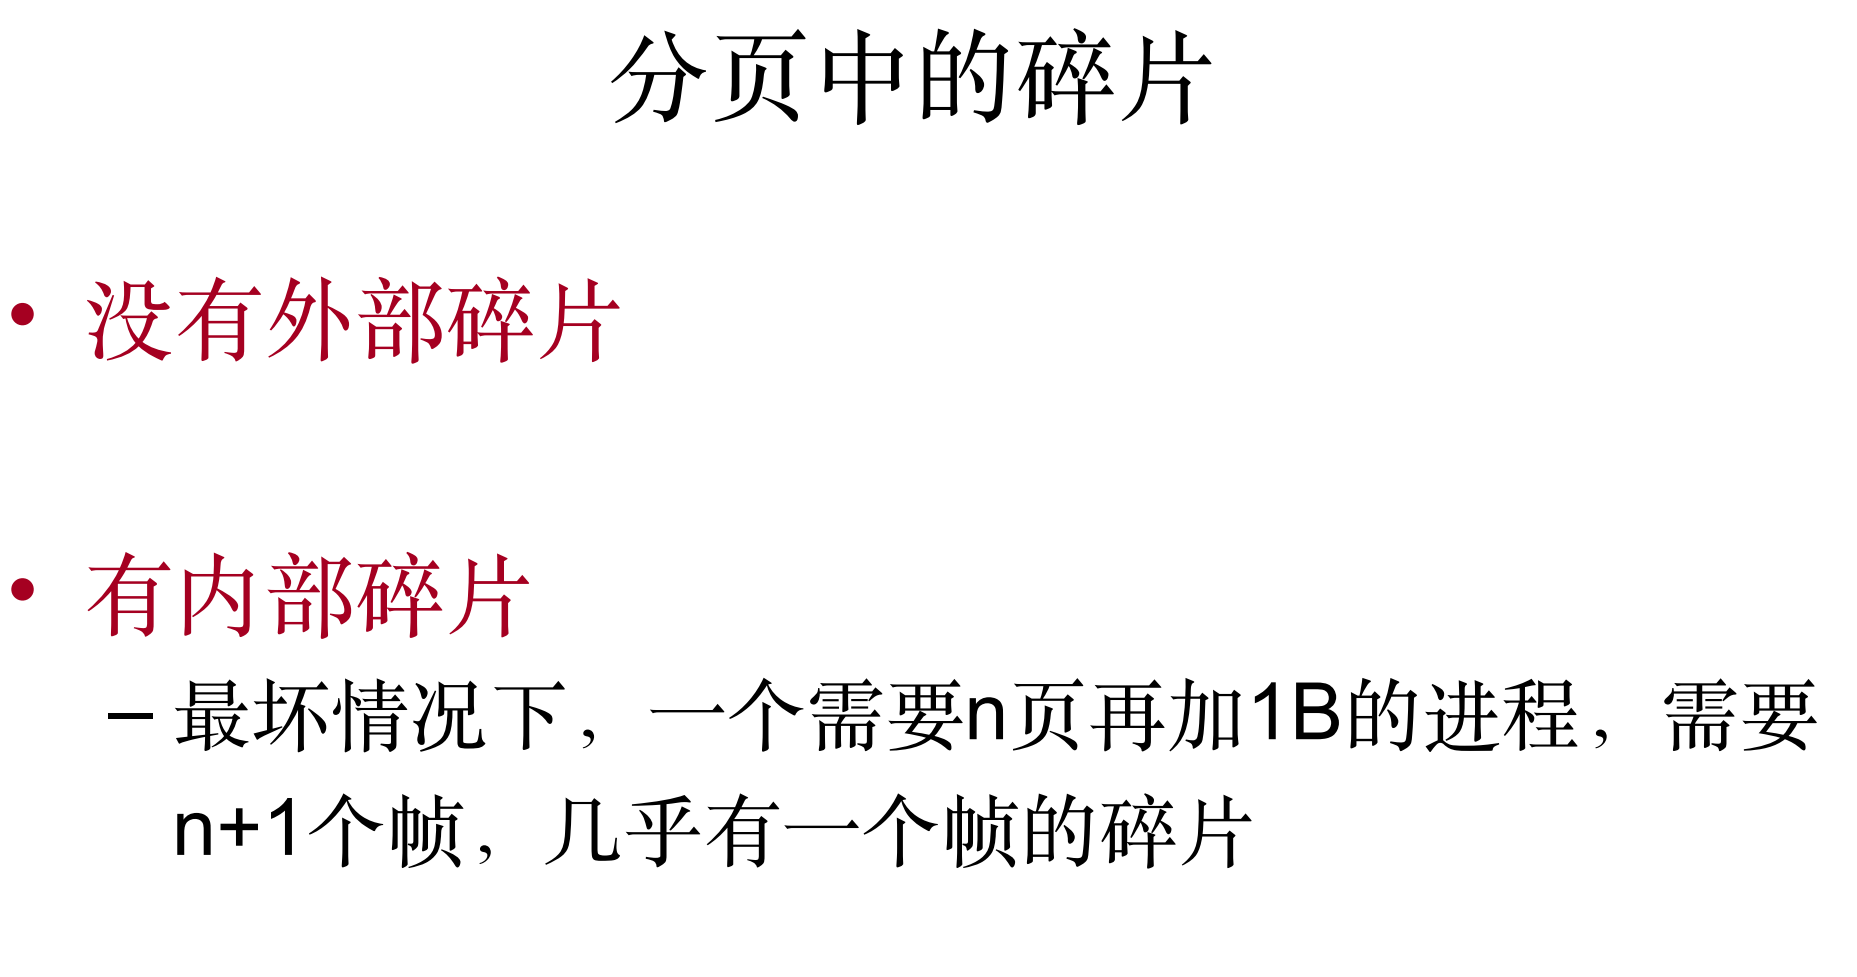 分页中的碎片
• 没有外部碎片
• 有内部碎片
– 最坏情况下，一个需要n页再加1B的进程，需要
n+1个帧，几乎有一个帧的碎片